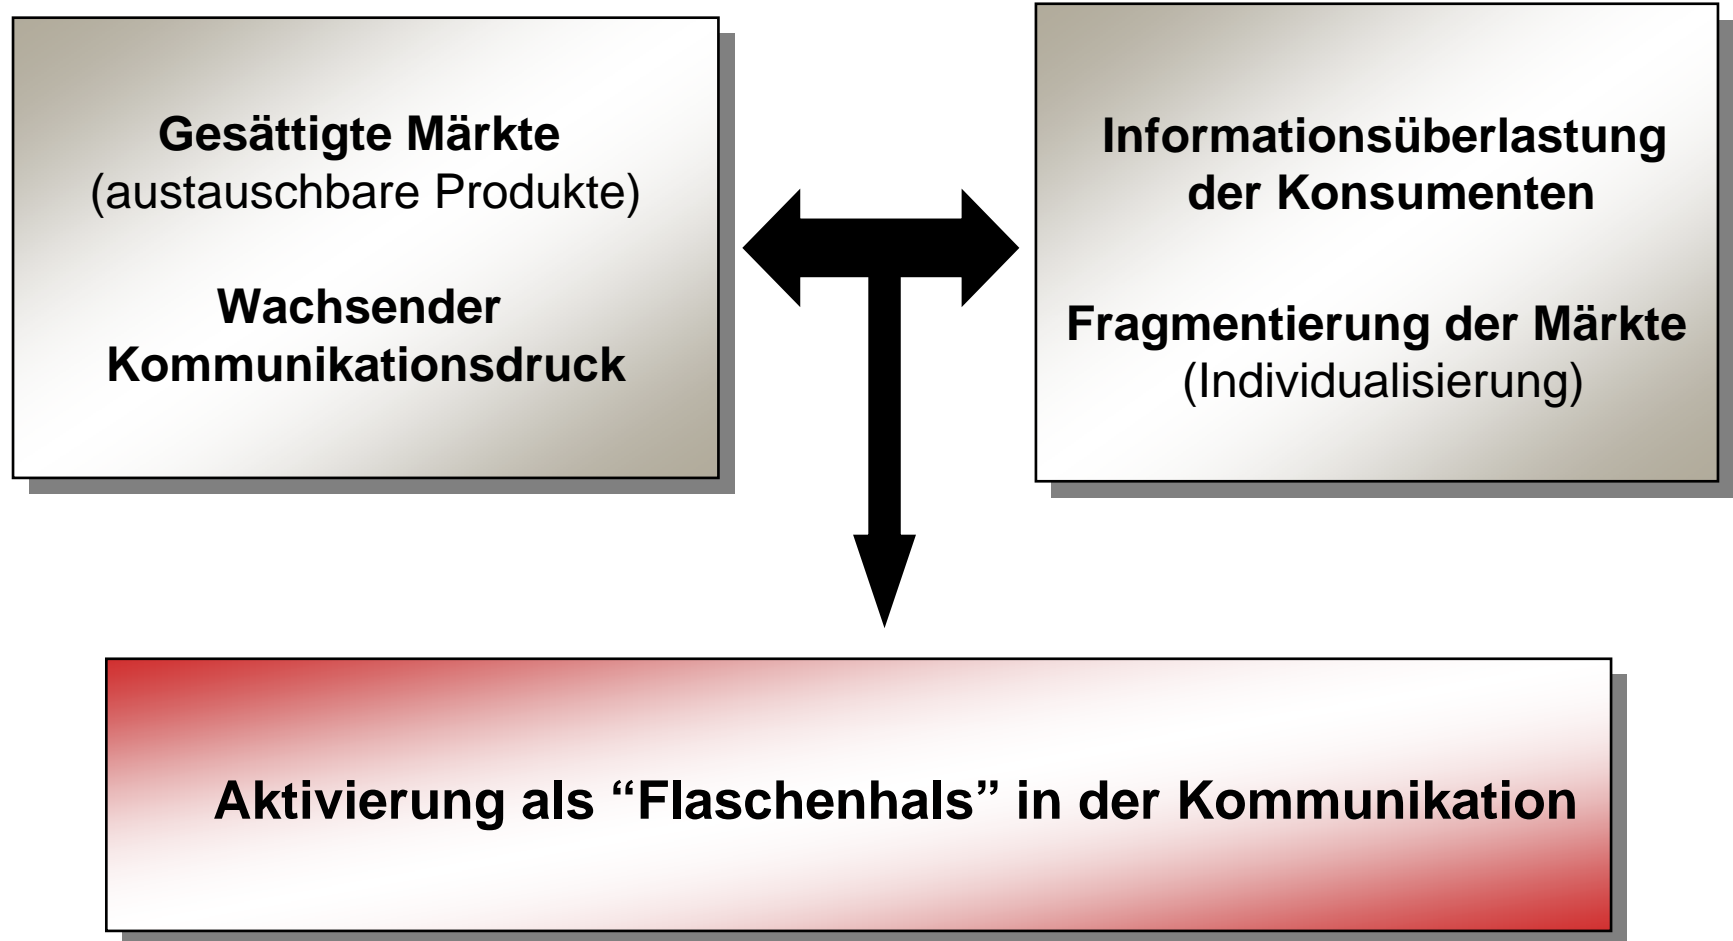 Gesättigte Märkte
(austauschbare Produkte)
Wachsender
Kommunikationsdruck
Informationsüberlastung
der Konsumenten
Fragmentierung der Märkte
(Individualisierung)
Aktivierung als “Flaschenhals” in der Kommunikation